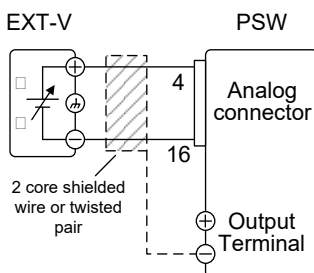 EXT-V
PSW
4
Analog
connector
16
2 core shielded
wire or twisted
pair
Output
Terminal